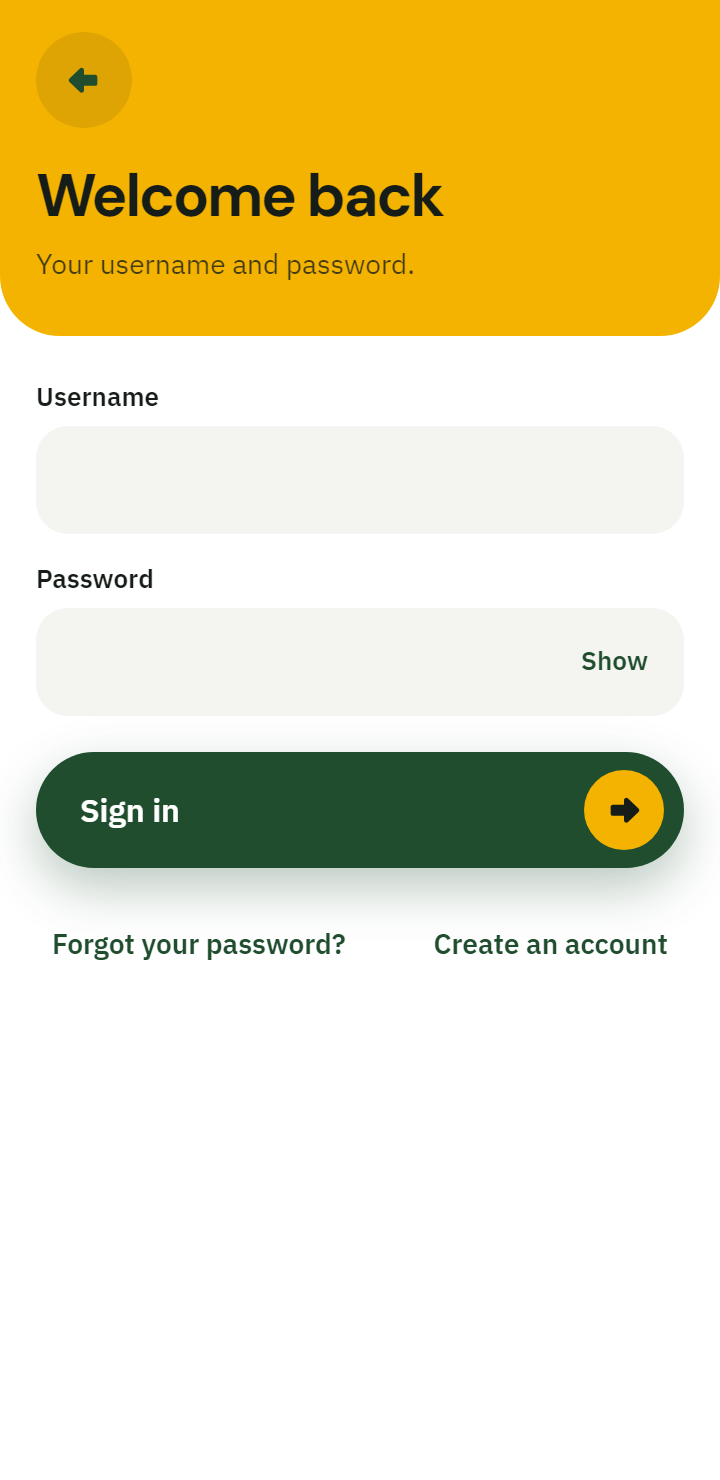 Welcome back
Your username and password.
Username
Password
Show
Sign in
Forgot your password?
Create an account